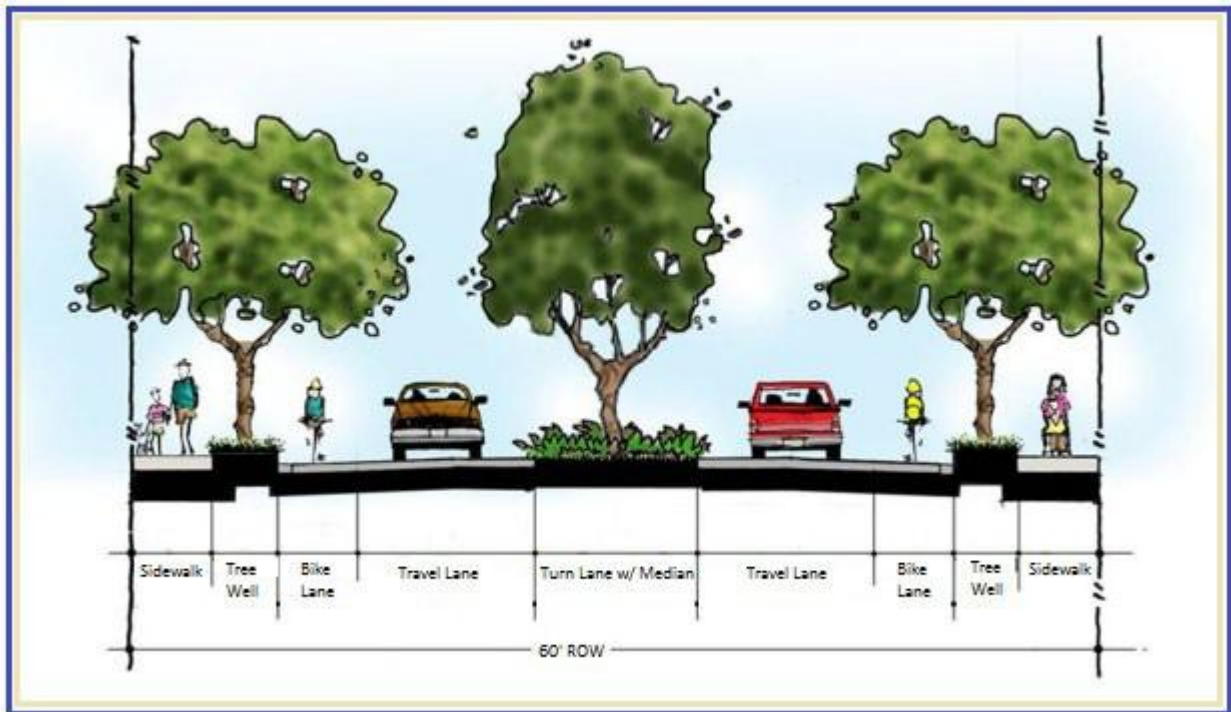 Sidewalk
Tree
Well
Bike
Lane
Travel Lane
Turn Lane w/ Median
Travel Lane
Bike
Lane
Tree
Well
Sidewalk
60' ROW